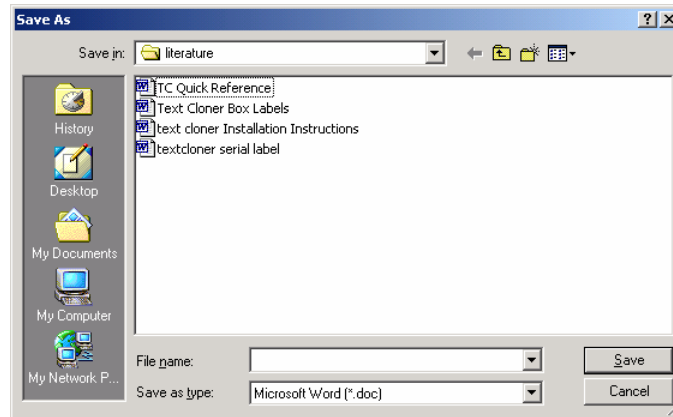 Save As
Save in:
literature
TC Quick Reference
Text Cloner Box Labels
text cloner Installation Instructions
textcloner serial label
History
Desktop
My Documents
My Computer
My Network P...
File name:
Save
Save as type:
Microsoft Word (*.doc)
Cancel